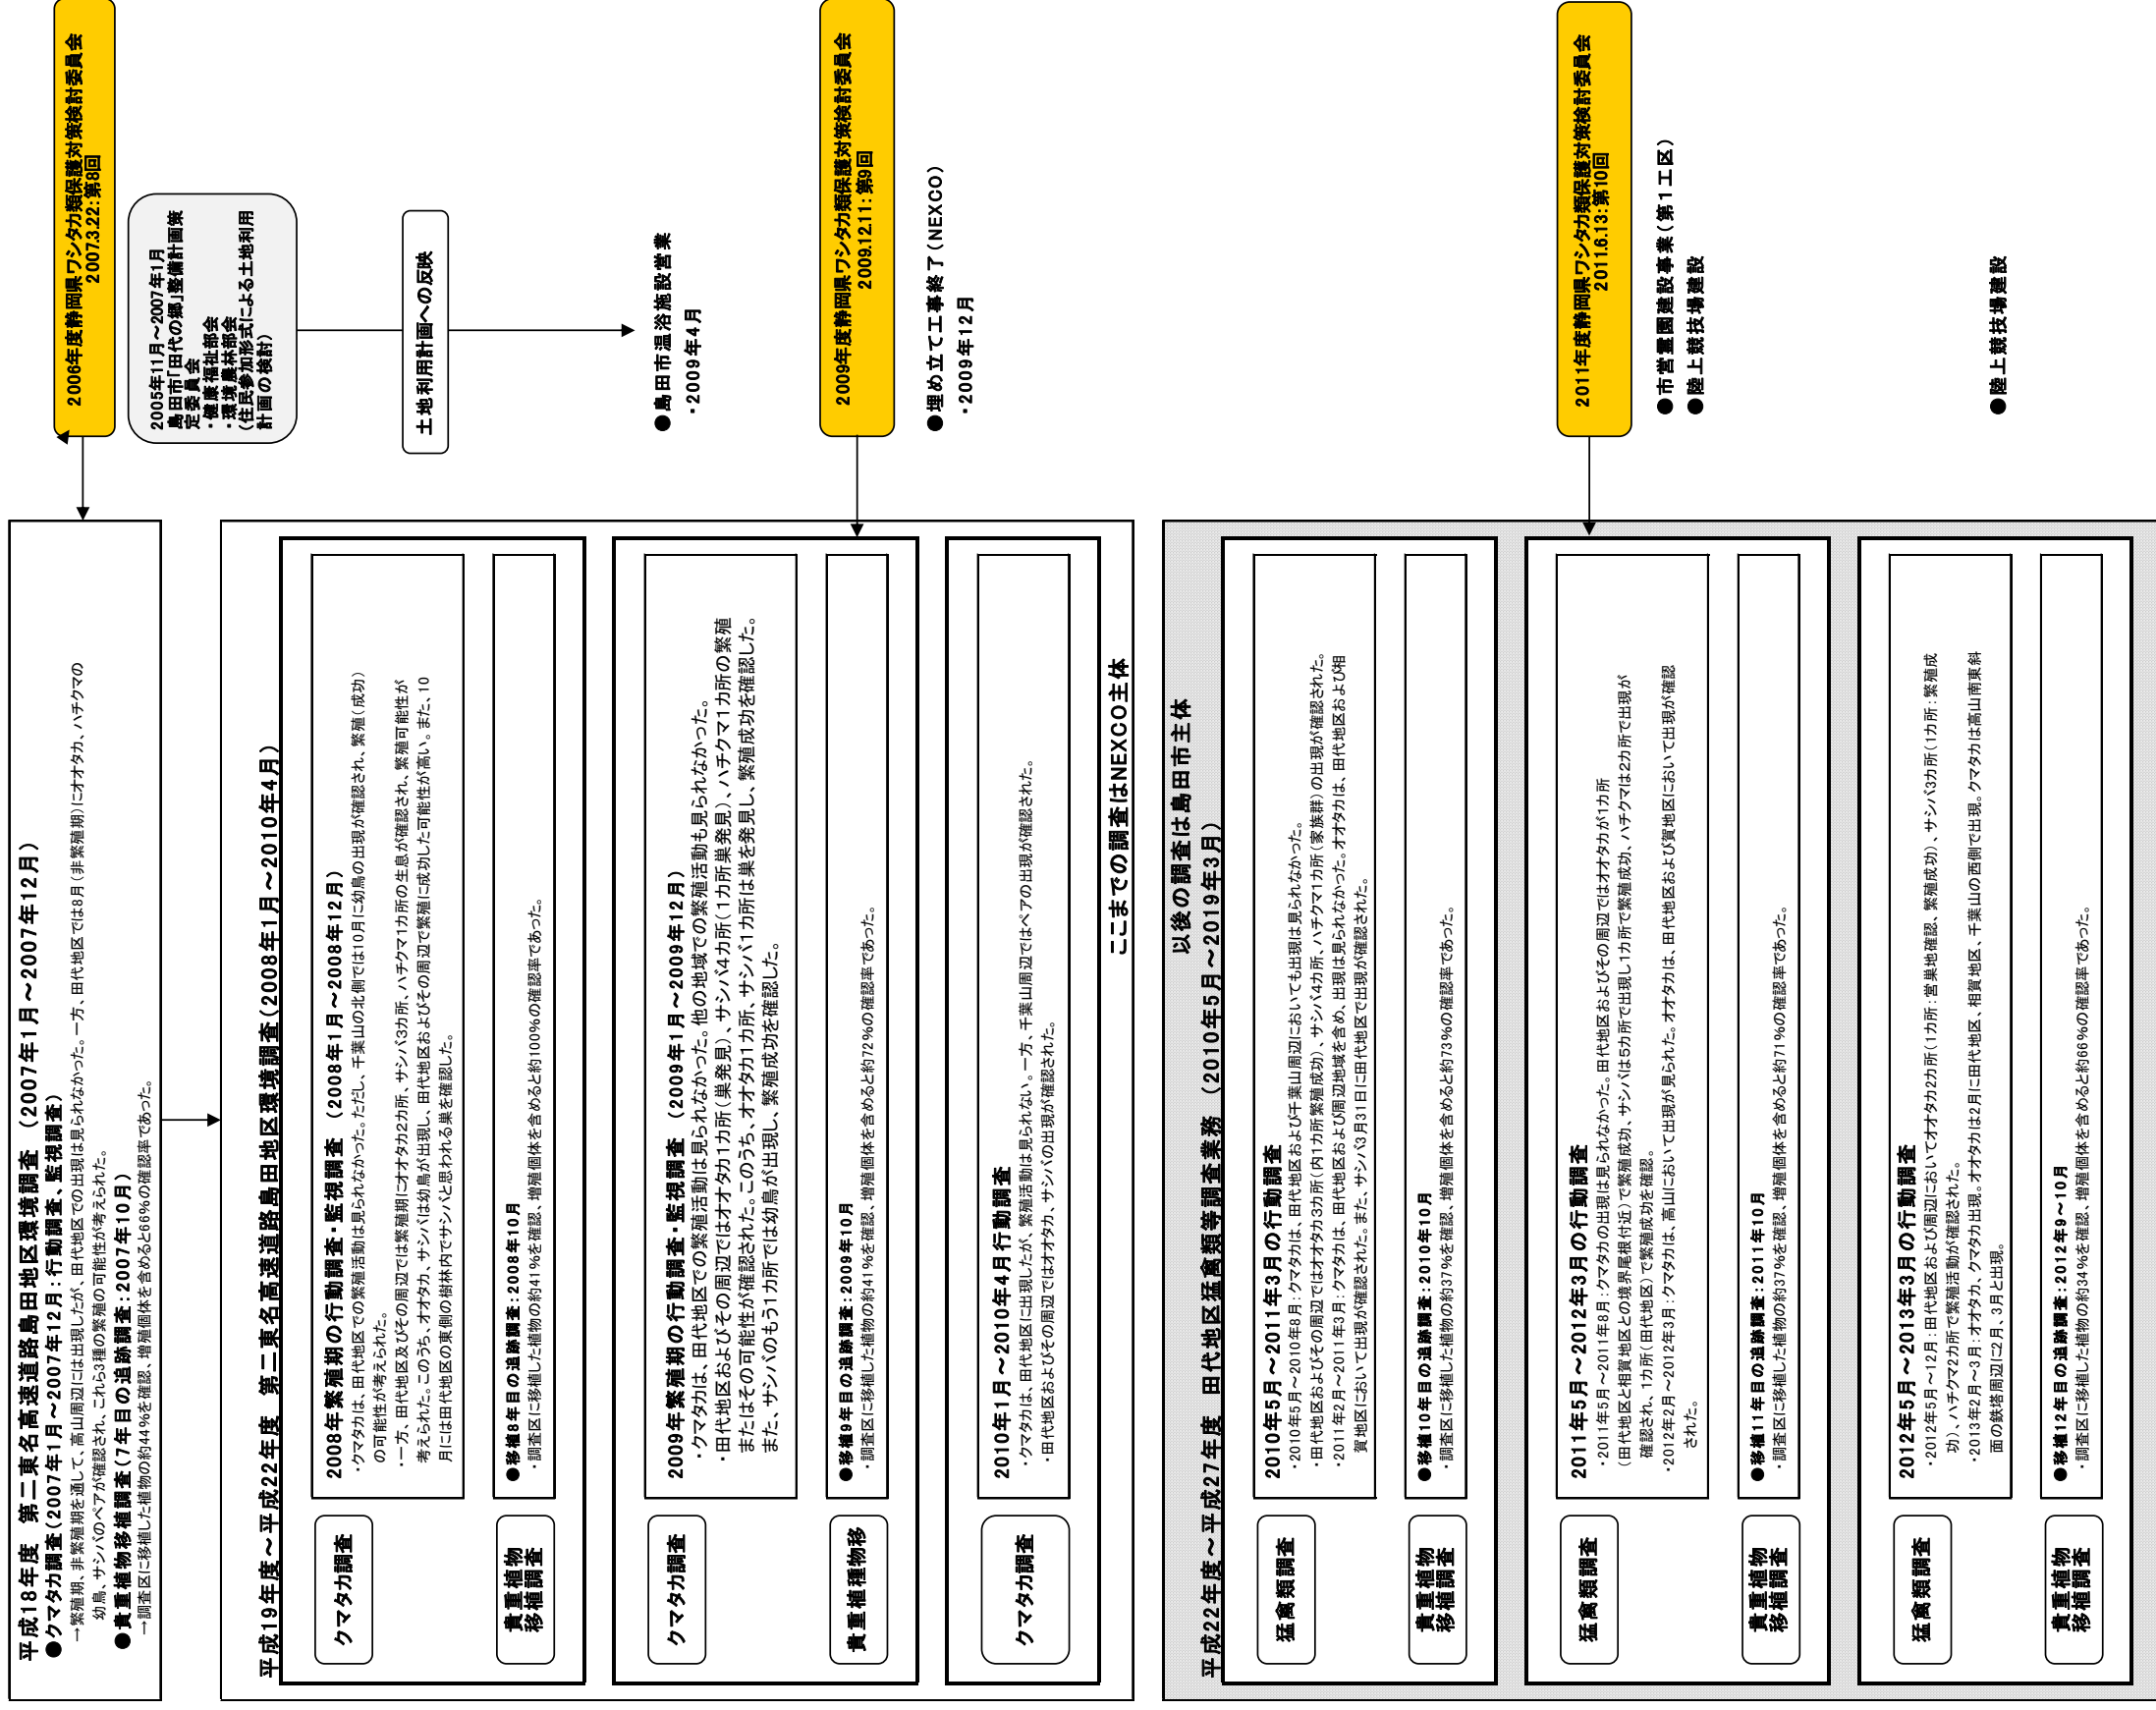 平成18年度　第二東名高速道路島田地区環境調査　（2007年1月～2007年12月）
●クマタカ調査（2007年1月～2007年12月：行動調査、監視調査）
→繁殖期、非繁殖期を通して、高山周辺には出現したが、田代地区での出現は見られなかった。一方、田代地区では8月（非繁殖期）にオオタカ、ハチクマの
幼鳥、サシバのペアが確認され、これら3種の繁殖の可能性が考えられた。
●貴重植物移植調査（7年目の追跡調査：2007年10月）
→調査区に移植した植物の約44%を確認、増殖個体を含めると66%の確認率であった。
2006年度静岡県ワシタカ類保護対策検討委員会
2007.3.22：第8回
2005年11月～2007年1月
島田市「田代の郷」整備計画策
定委員会
・健康福祉部会
・環境農林部会
（住民参加形式による土地利用
計画の検討）
土地利用計画への反映
●島田市温浴施設営業
・2009年4月
平成19年度～平成22年度　第二東名高速道路島田地区環境調査（2008年1月～2010年4月）
クマタカ調査
2008年繁殖期の行動調査・監視調査　（2008年1月～2008年12月）
・クマタカは、田代地区での繁殖活動は見られなかった。ただし、千葉山の北側では10月に幼鳥の出現が確認され、繁殖（成功）
の可能性が考えられた。
・一方、田代地区及びその周辺では繁殖期にオオタカ2カ所、サシバ3カ所、ハチクマ1カ所の生息が確認され、繁殖可能性が
考えられた。このうち、オオタカ、サシバは幼鳥が出現し、田代地区およびその周辺で繁殖に成功した可能性が高い。また、10
月には田代地区の東側の樹林内でサシバと思われる巣を確認した。
貴重植物
移植調査
●移植8年目の追跡調査：2008年10月
・調査区に移植した植物の約41%を確認、増殖個体を含めると約100%の確認率であった。
クマタカ調査
2009年繁殖期の行動調査・監視調査　（2009年1月～2009年12月）
・クマタカは、田代地区での繁殖活動は見られなかった。他の地域での繁殖活動も見られなかった。
・田代地区およびその周辺ではオオタカ1カ所（巣発見）、サシバ4カ所（1カ所巣発見）、ハチクマ1カ所の繁殖
またはその可能性が確認された。このうち、オオタカ1カ所、サシバ1カ所は巣を発見し、繁殖成功を確認した。
また、サシバのもう1カ所では幼鳥が出現し、繁殖成功を確認した。
貴重植種物移
●移植9年目の追跡調査：2009年10月
・調査区に移植した植物の約41%を確認、増殖個体を含めると約72%の確認率であった。
2009年度静岡県ワシタカ類保護対策検討委員会
2009.12.11：第9回
●埋め立て工事終了（NEXCO）
・2009年12月
クマタカ調査
2010年1月～2010年4月行動調査
・クマタカは、田代地区に出現したが、繁殖活動は見られない。一方、千葉山周辺ではペアの出現が確認された。
・田代地区およびその周辺ではオオタカ、サシバの出現が確認された。
ここまでの調査はNEXCO主体
以後の調査は島田市主体
平成22年度～平成27年度　田代地区猛禽類等調査業務　（2010年5月～2019年3月）
猛禽類調査
2010年5月～2011年3月の行動調査
・2010年5月～2010年8月：クマタカは、田代地区および千葉山周辺においても出現は見られなかった。
・田代地区およびその周辺ではオオタカ3カ所（内1カ所繁殖成功）、サシバ4カ所、ハチクマ1カ所（家族群）の出現が確認された。
・2011年2月～2011年3月：クマタカは、田代地区および周辺地域を含め、出現は見られなかった。オオタカは、田代地区および相
賀地区において出現が確認された。また、サシバ3月31日に田代地区で出現が確認された。
貴重植物
移植調査
●移植10年目の追跡調査：2010年10月
・調査区に移植した植物の約37%を確認、増殖個体を含めると約73%の確認率であった。
猛禽類調査
2011年5月～2012年3月の行動調査
・2011年5月～2011年8月：クマタカの出現は見られなかった。田代地区およびその周辺ではオオタカが1カ所
（田代地区と相賀地区との境界尾根付近）で繁殖成功、サシバは5カ所で出現し1カ所で繁殖成功、ハチクマは2カ所で出現が
確認され、1カ所（田代地区）で繁殖成功を確認。
・2012年2月～2012年3月：クマタカは、高山において出現が見られた。オオタカは、田代地区および賀地区において出現が確認
された。
貴重植物
移植調査
●移植11年目の追跡調査：2011年10月
・調査区に移植した植物の約37%を確認、増殖個体を含めると約71%の確認率であった。
2011年度静岡県ワシタカ類保護対策検討委員会
2011.6.13：第10回
●市営霊園建設事業（第1工区）
●陸上競技場建設
猛禽類調査
2012年5月～2013年3月の行動調査
・2012年5月～12月：田代地区および周辺においてオオタカ2カ所（1カ所：営巣地確認、繁殖成功）、サシバ3カ所（1カ所：繁殖成
功）、ハチクマ2カ所で繁殖活動が確認された。
・2013年2月～3月：オオタカ、クマタカ出現。オオタカは2月に田代地区、相賀地区、千葉山の西側で出現。クマタカは高山南東斜
面の鉄塔周辺に2月、3月と出現。
貴重植物
移植調査
●移植12年目の追跡調査：2012年9～10月
・調査区に移植した植物の約34%を確認、増殖個体を含めると約66%の確認率であった。
●陸上競技場建設